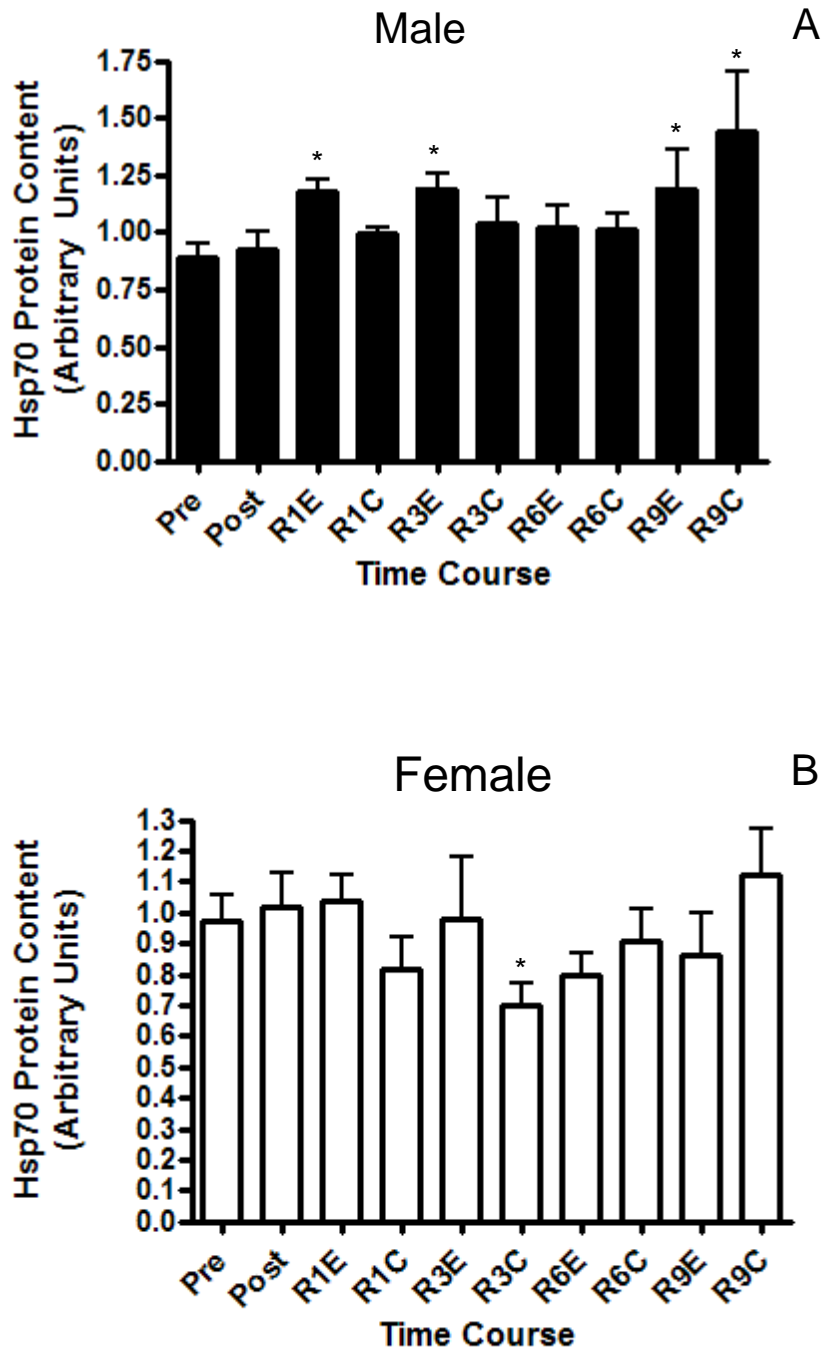 Male
A
Hsp70 Protein Content
(Arbitrary Units)
1.75
1.50
1.25
1.00
0.75
0.50
0.25
0.00
*
*
*
*
Pre
Post
R1E
R1C
R3E
R3C
R6E
R6C
R9E
R9C
Time Course
Female
B
Hsp70 Protein Content
(Arbitrary Units)
1.3
1.2
1.1
1.0
0.9
0.8
0.7
0.6
0.5
0.4
0.3
0.2
0.1
0.0
*
Pre
Post
R1E
R1C
R3E
R3C
R6E
R6C
R9E
R9C
Time Course